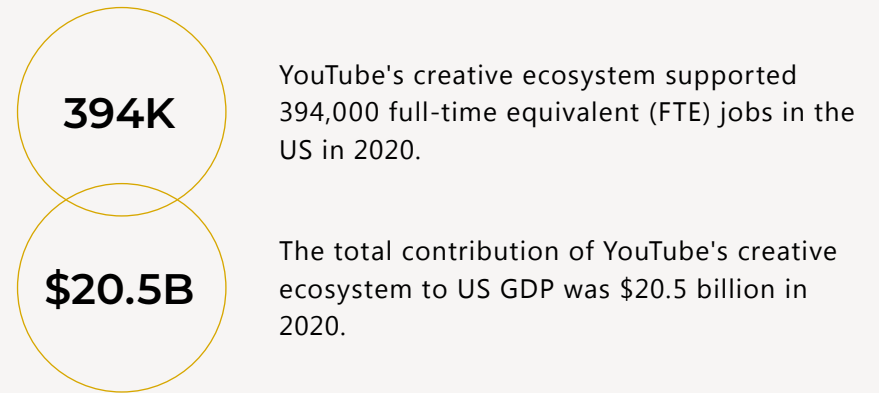 394K
YouTube's creative ecosystem supported
394,000 full-time equivalent (FTE) jobs in the
US in 2020.
$20.5B
The total contribution of YouTube's creative
ecosystem to US GDP was $20.5 billion in
2020.